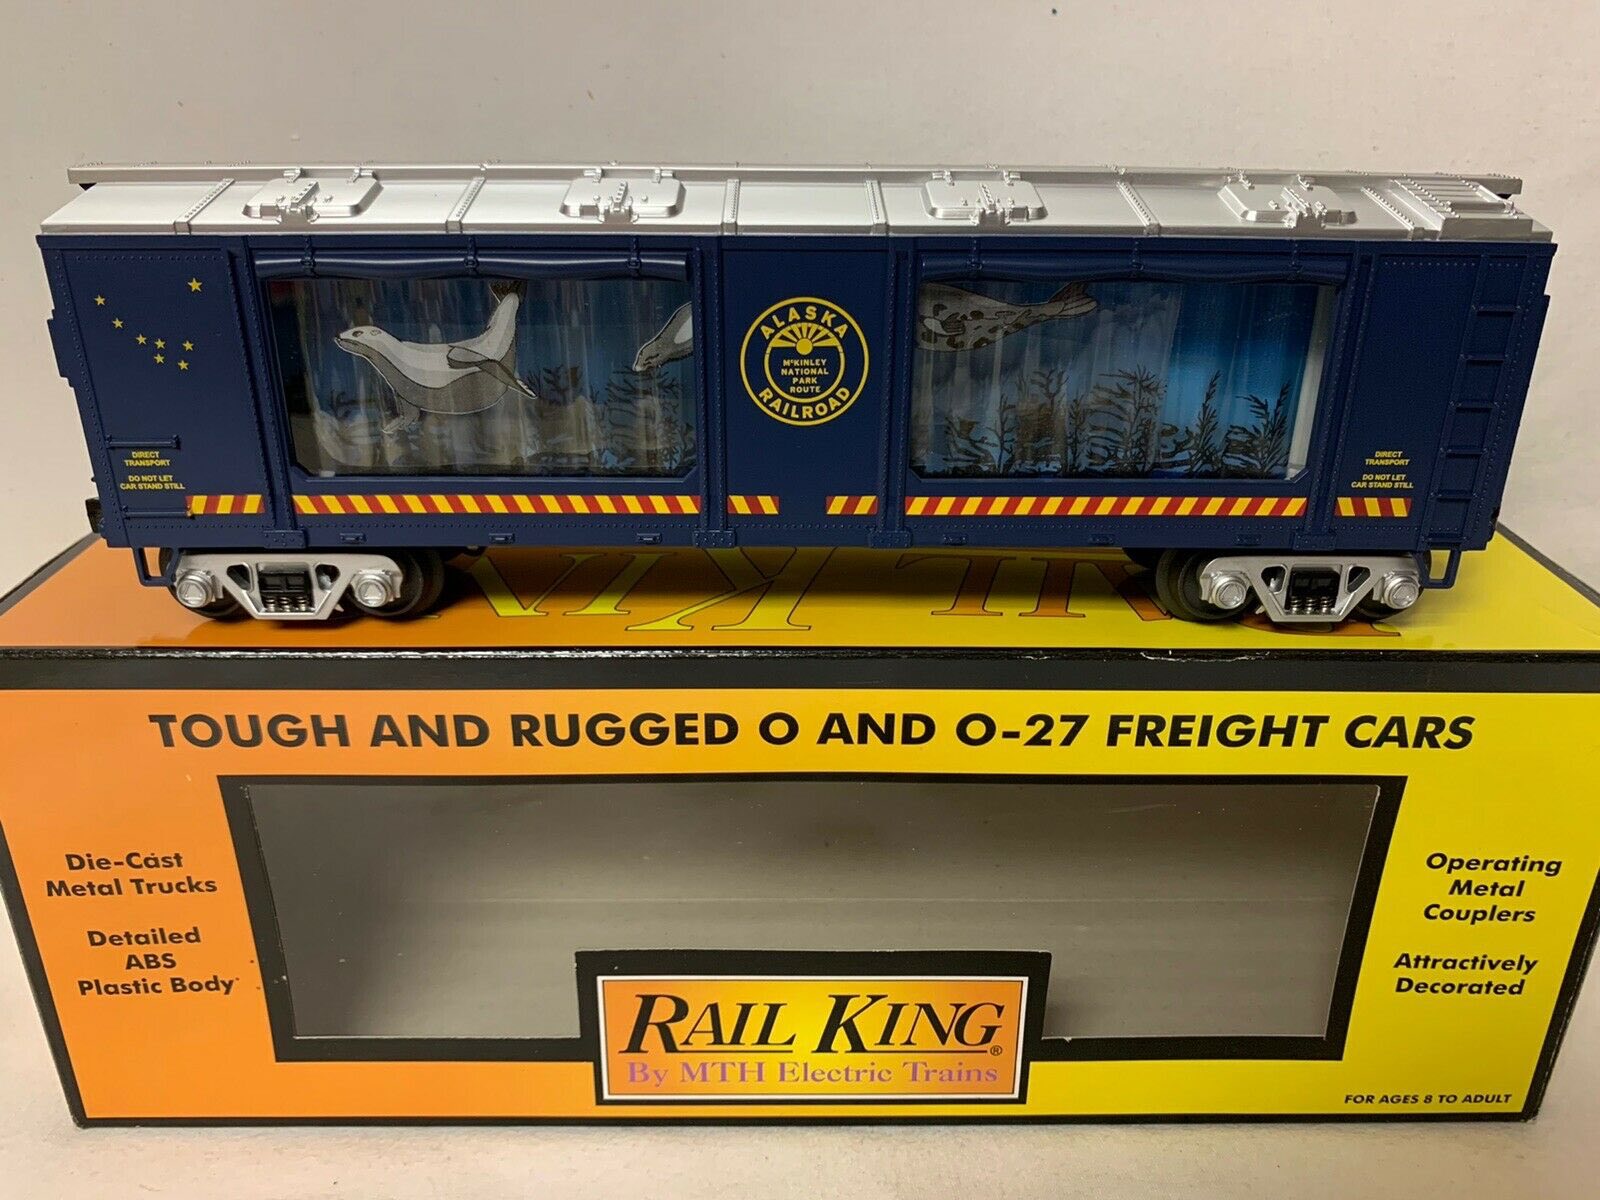 ALASKA
McKINLEY
NATIONAL
PARK
ROUTE
RAILROAD
DIRECT
TRANSPORT
DO NOT LET
CAR STAND STILL
DIRECT
TRANSPORT
DO NOT LET
CAR STAND STILL
RAIL KING
TOUGH AND RUGGED O AND O-27 FREIGHT CARS
Die-Cast
Metal Trucks
Detailed
ABS
Plastic Body
Operating
Metal
Couplers
Attractively
Decorated
RAIL KING®
By MTH Electric Trains
FOR AGES 8 TO ADULT